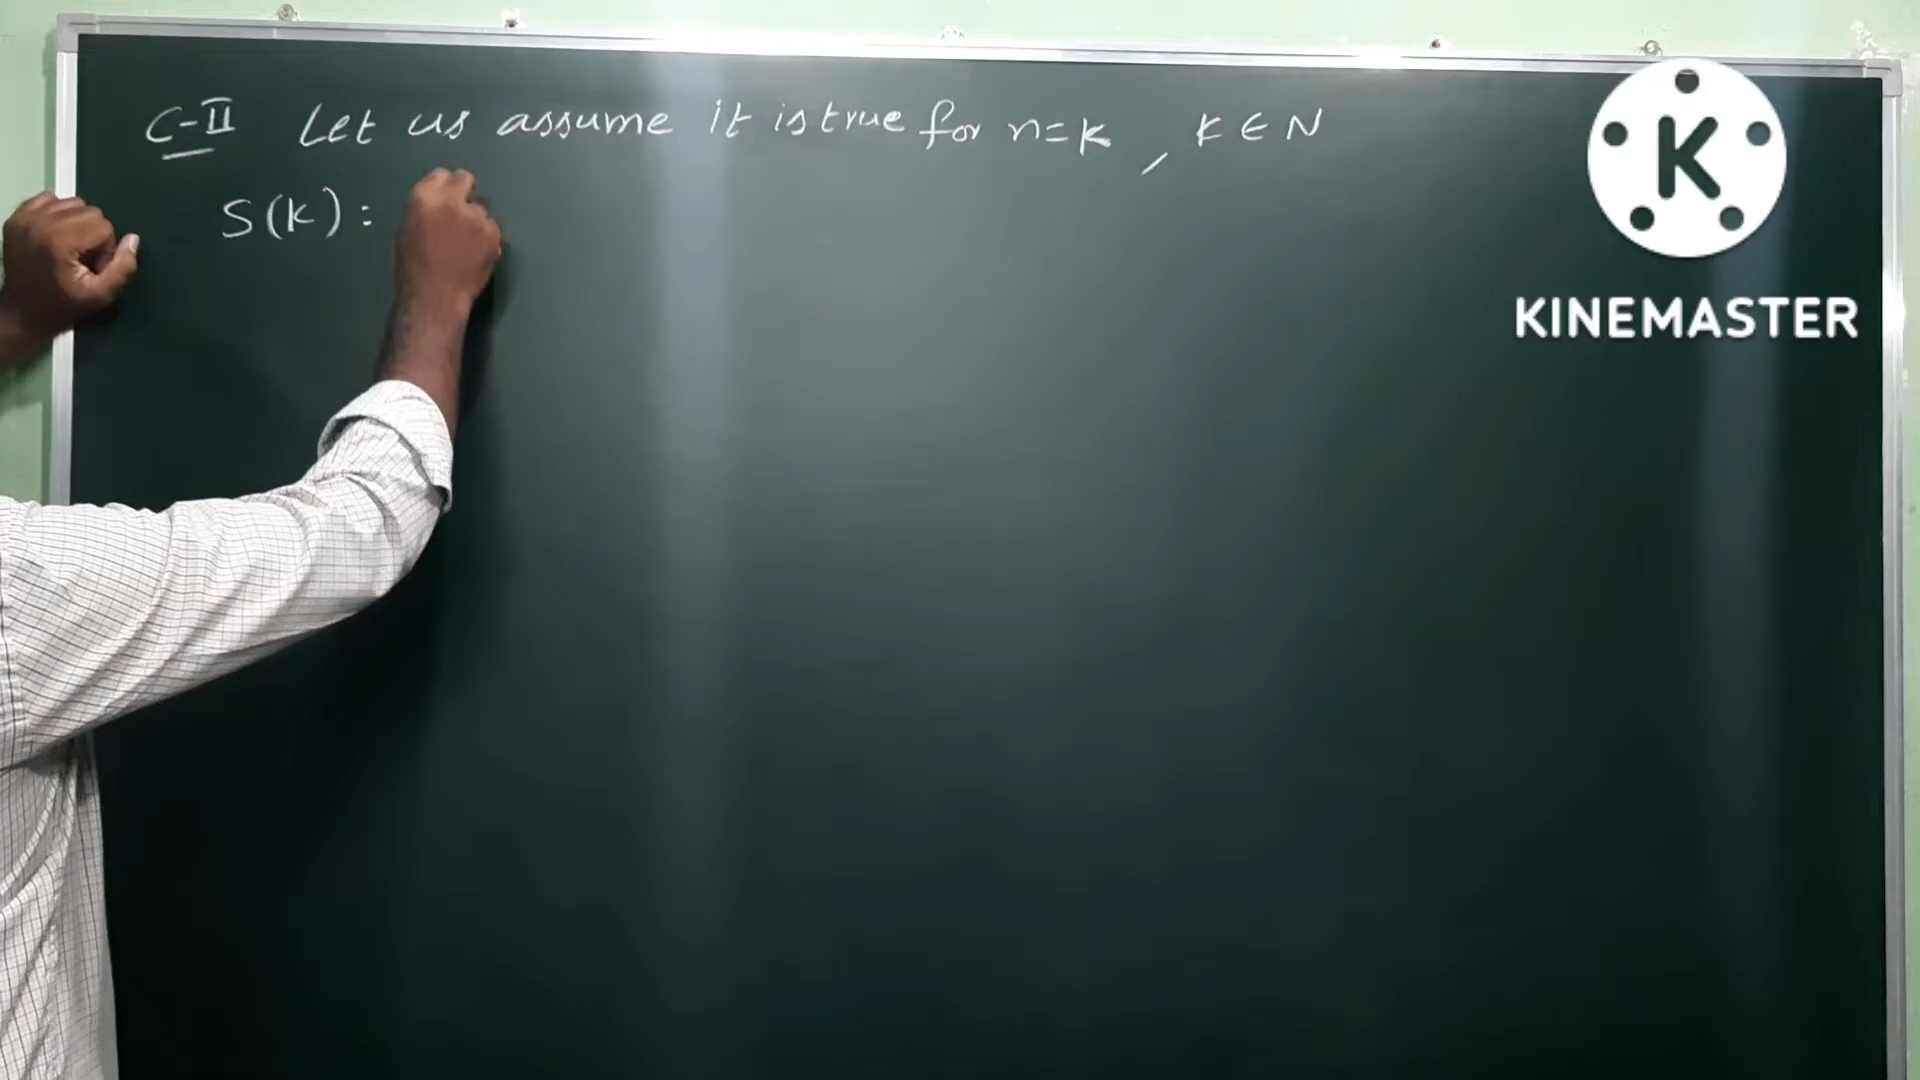 C-II Let us assume it is true for n=k, K ∈ N
S(K):
K
KINEMASTER